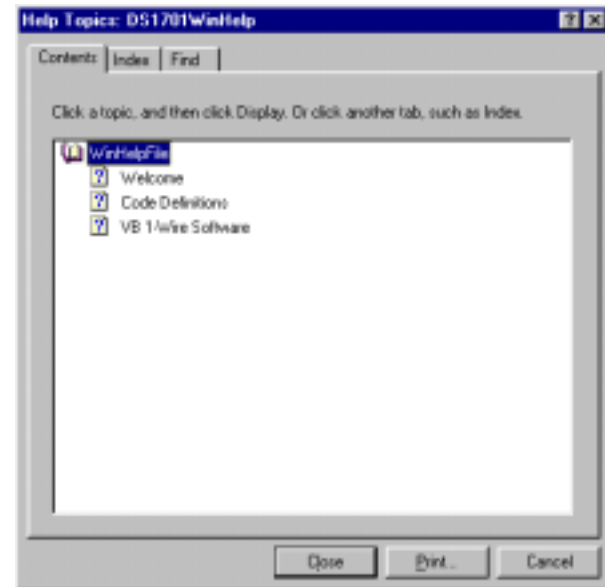 Help Topics: DS1701WinHelp
Contents Index Find
Click a topic, and then click Display. Or click another tab, such as Index.
WinHelpFile
Welcome
Code Definitions
VB 1-Wire Software
Close Print... Cancel